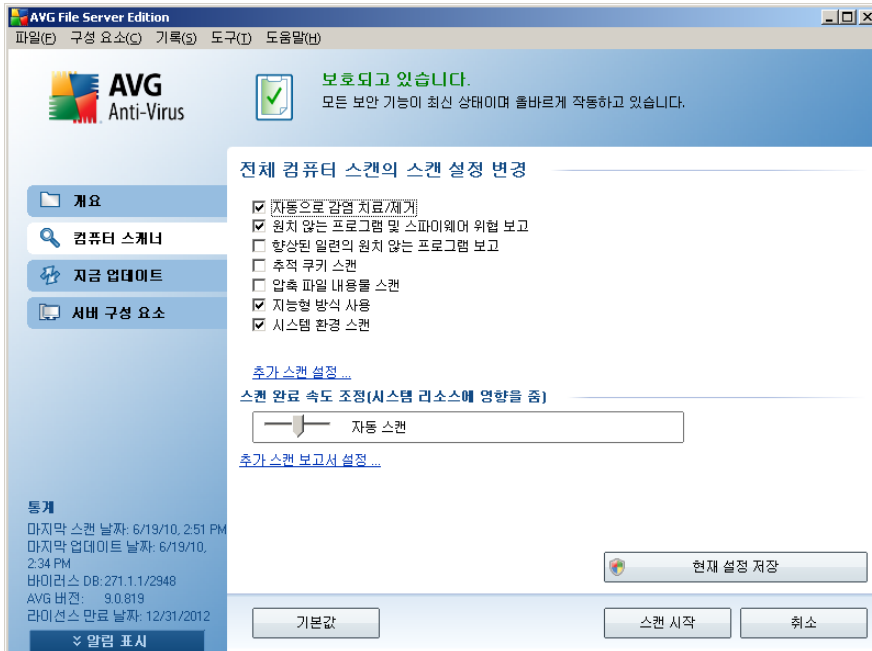 AVG File Server Edition
파일(F) 구성 요소(C) 기록(S) 도구(T) 도움말(H)
AVG
Anti-Virus
보호되고 있습니다.
모든 보안 기능이 최신 상태이며 올바르게 작동하고 있습니다.
개요
컴퓨터 스캐너
지금 업데이트
서버 구성 요소
전체 컴퓨터 스캔의 스캔 설정 변경
자동으로 감염 치료/제거
원치 않는 프로그램 및 스파이웨어 위협 보고
향상된 일련의 원치 않는 프로그램 보고
추적 쿠키 스캔
압축 파일 내용물 스캔
지능형 방식 사용
시스템 환경 스캔
추가 스캔 설정 ...
스캔 완료 속도 조정(시스템 리소스에 영향을 줌)
자동 스캔
추가 스캔 보고서 설정 ...
통계
마지막 스캔 날짜: 6/19/10, 2:51 PM
마지막 업데이트 날짜: 6/19/10,
2:34 PM
바이러스 DB: 271.1.1/2948
AVG 버전: 9.0.819
라이선스 만료 날짜: 12/31/2012
알림 표시
현재 설정 저장
기본값
스캔 시작
취소